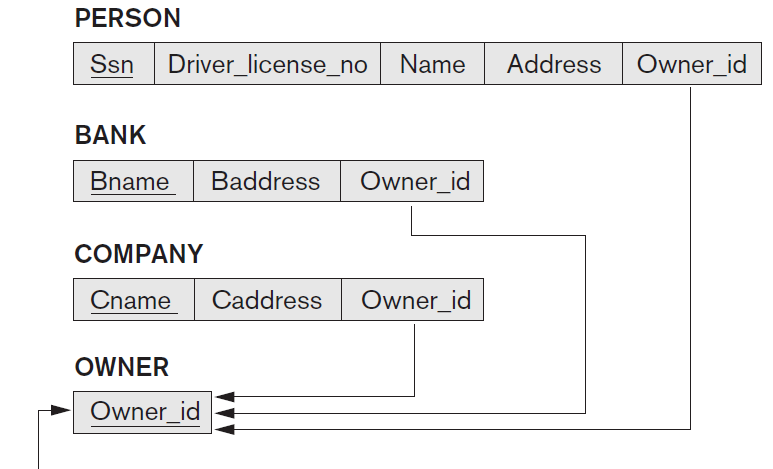 PERSON
Ssn Driver_license_no Name Address Owner_id
BANK
Bname Baddress Owner_id
COMPANY
Cname Caddress Owner_id
OWNER
Owner_id